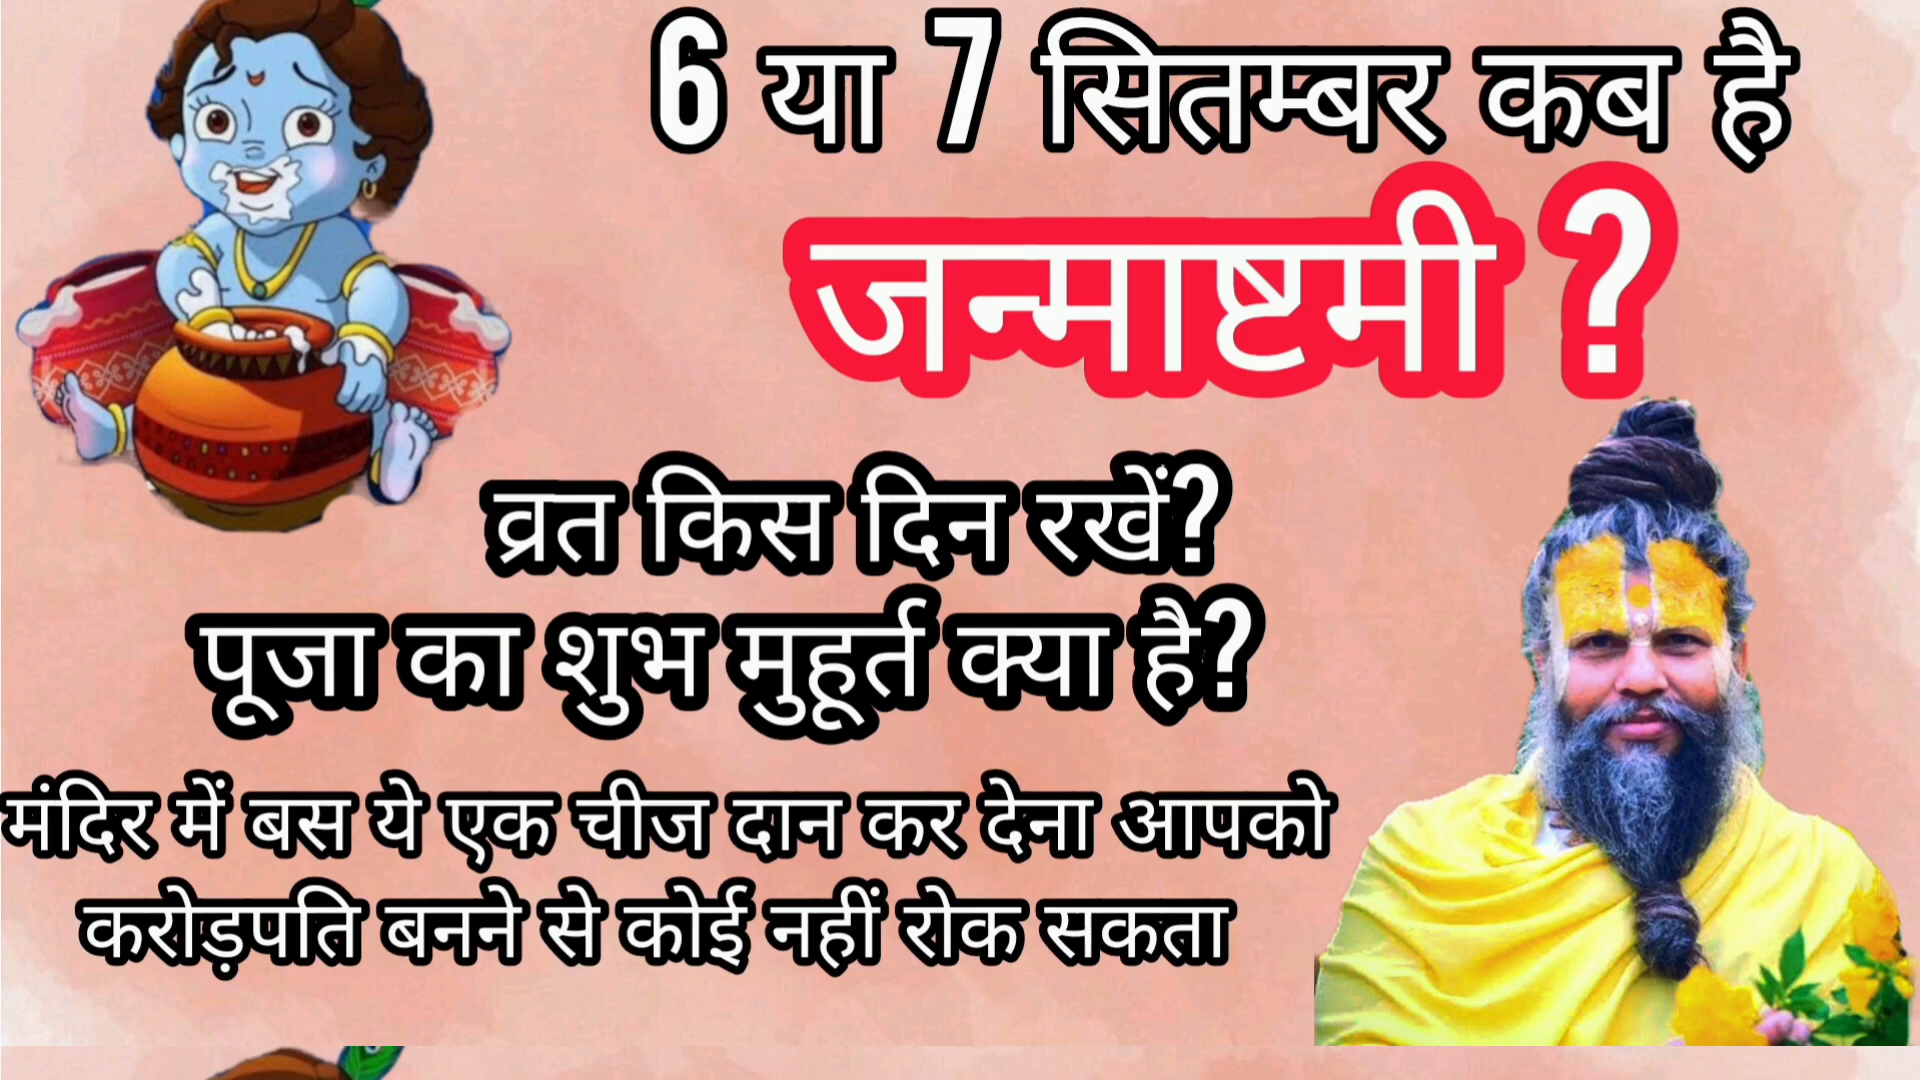 6 या 7 सितम्बर कब है
जन्माष्टमी ?
व्रत किस दिन रखें?
पूजा का शुभ मुहूर्त क्या है?
मंदिर में बस ये एक चीज दान कर देना आपको
करोड़पति बनने से कोई नहीं रोक सकता